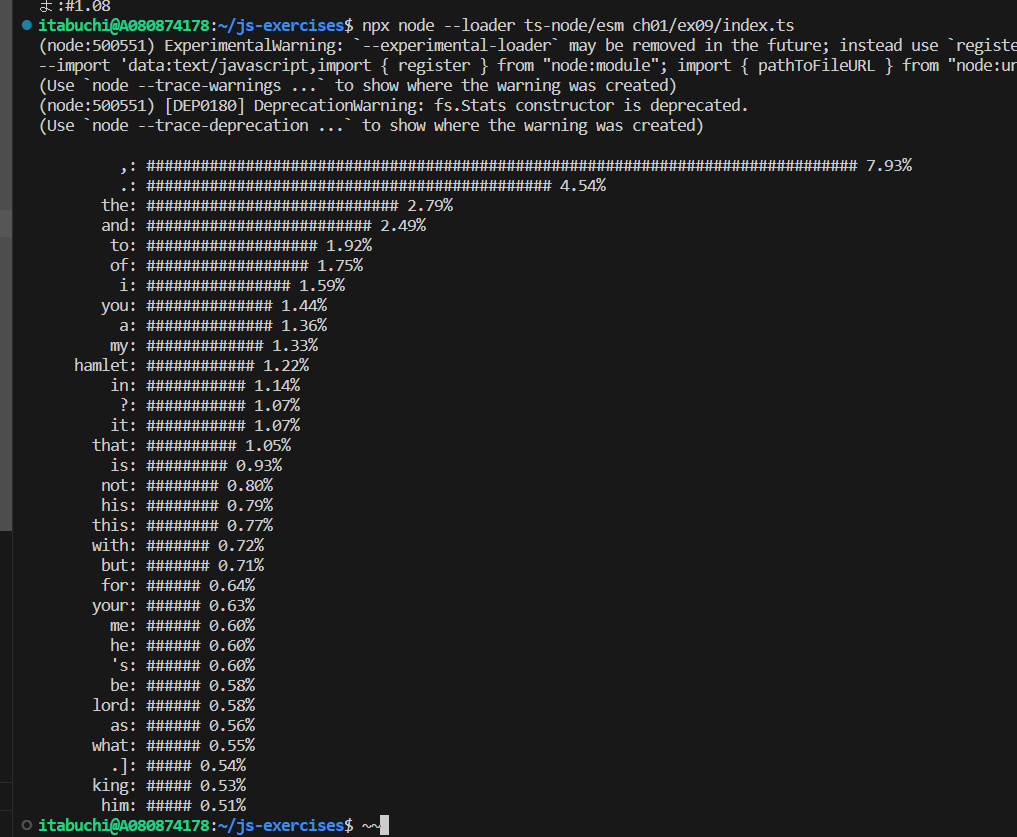 ま:#1.08
itabuchi@A080874178:~/js-exercises$ npx node --loader ts-node/esm ch01/ex09/index.ts
(node:500551) ExperimentalWarning: `--experimental-loader` may be removed in the future; instead use `registe
--import 'data:text/javascript,import { register } from "node:module"; import { pathToFileURL } from "node:ur
(Use `node --trace-warnings ...` to show where the warning was created)
(node:500551) [DEP0180] DeprecationWarning: fs.Stats constructor is deprecated.
(Use `node --trace-deprecation ...` to show where the warning was created)
,: ############################################################################### 7.93%
.: ############################################# 4.54%
the: ############################ 2.79%
and: ######################### 2.49%
to: ################### 1.92%
of: ################## 1.75%
i: ################ 1.59%
you: ############## 1.44%
a: ############## 1.36%
my: ############# 1.33%
hamlet: ############ 1.22%
in: ########### 1.14%
?: ########### 1.07%
it: ########### 1.07%
that: ########## 1.05%
is: ######### 0.93%
not: ######## 0.80%
his: ######## 0.79%
this: ######## 0.77%
with: ####### 0.72%
but: ####### 0.71%
for: ###### 0.64%
your: ###### 0.63%
me: ###### 0.60%
he: ###### 0.60%
's: ###### 0.60%
be: ###### 0.58%
lord: ###### 0.58%
as: ###### 0.56%
what: ###### 0.55%
.]: ##### 0.54%
king: ##### 0.53%
him: ##### 0.51%
itabuchi@A080874178:~/js-exercises$ ~~